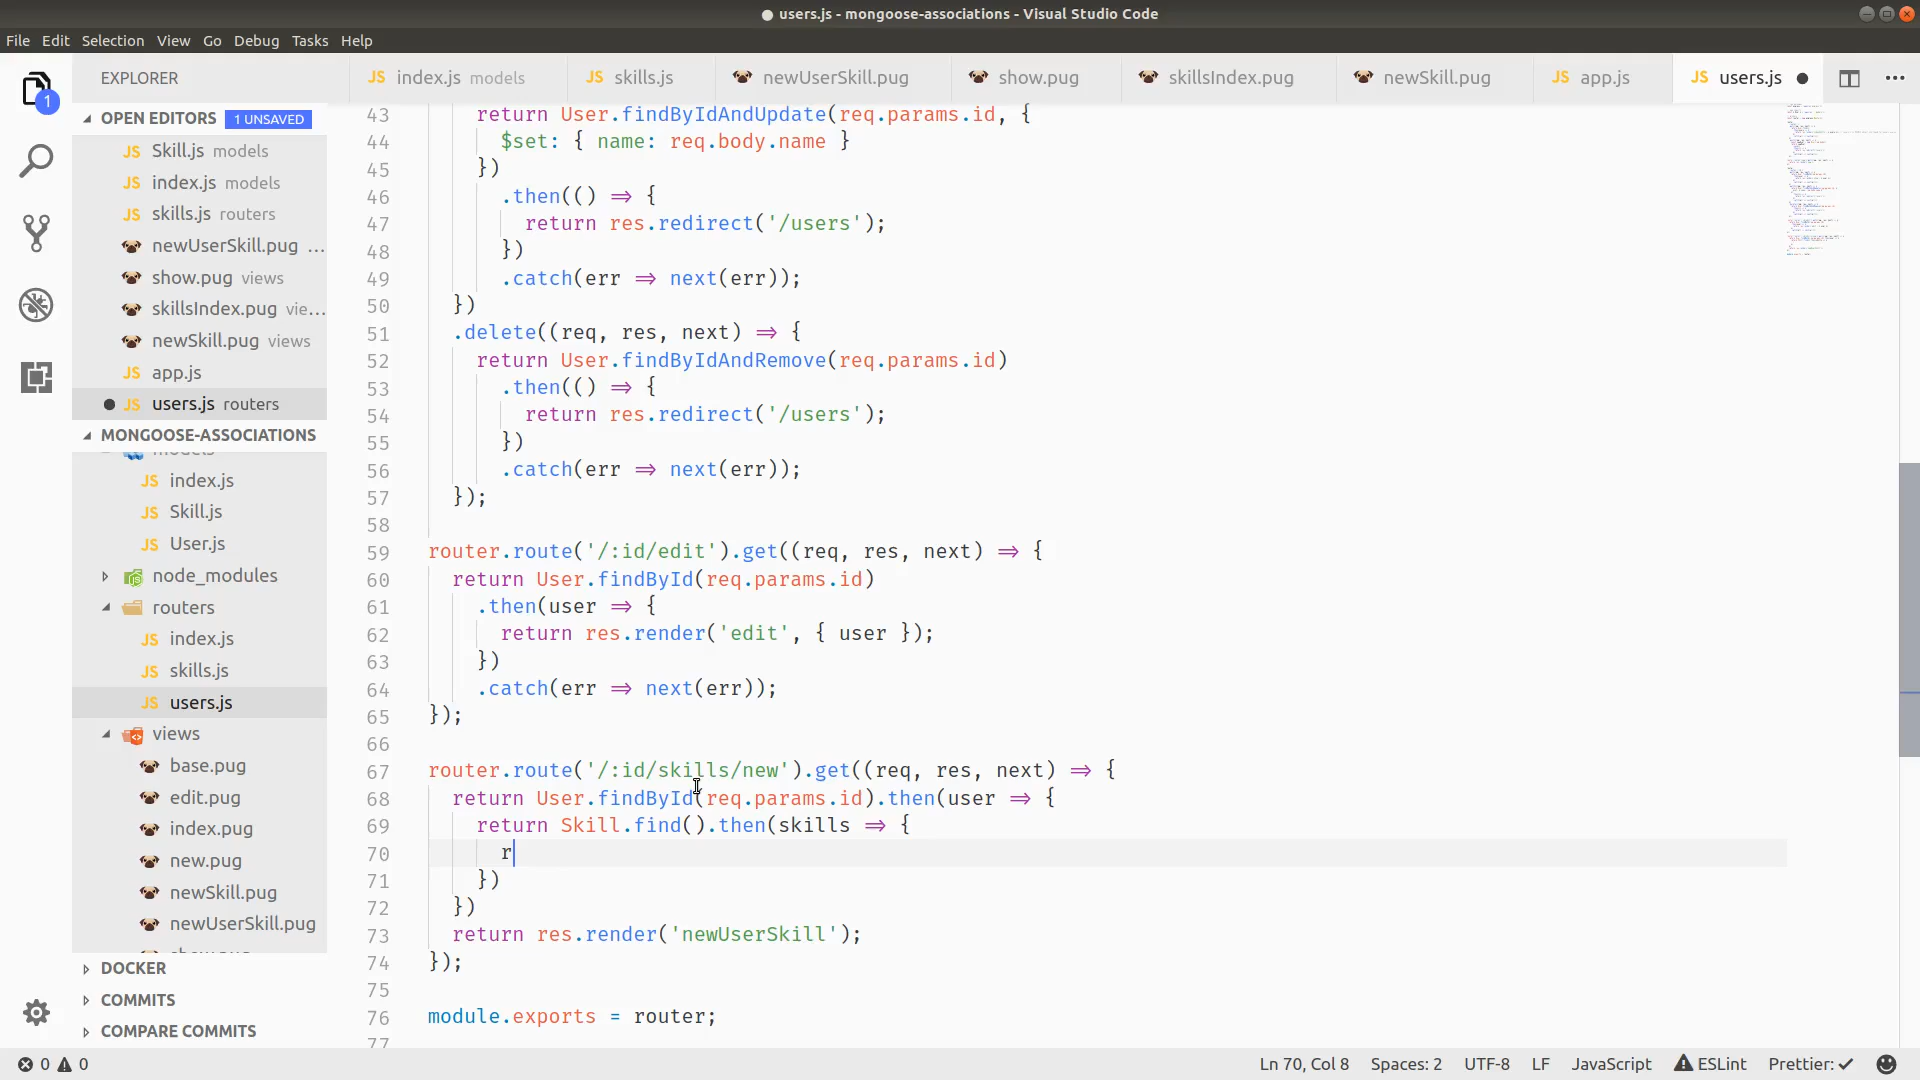 users.js - mongoose-associations - Visual Studio Code
File Edit Selection View Go Debug Tasks Help
EXPLORER
JS index.js models
JS skills.js
newUserSkill.pug
show.pug
skillsIndex.pug
newSkill.pug
JS app.js
JS users.js
1
OPEN EDITORS 1 UNSAVED
JS Skill.js models
JS index.js models
JS skills.js routers
newUserSkill.pug ...
show.pug views
skillsIndex.pug vie...
newSkill.pug views
JS app.js
JS users.js routers
MONGOOSE-ASSOCIATIONS
models
JS index.js
JS Skill.js
JS User.js
node_modules
routers
JS index.js
JS skills.js
JS users.js
views
base.pug
edit.pug
index.pug
new.pug
newSkill.pug
newUserSkill.pug
DOCKER
COMMITS
COMPARE COMMITS
43 return User.findByIdAndUpdate(req.params.id, {
44 $set: { name: req.body.name }
45 })
46 .then(() ⇒ {
47 return res.redirect('/users');
48 })
49 .catch(err ⇒ next(err));
50 })
51 .delete((req, res, next) ⇒ {
52 return User.findByIdAndRemove(req.params.id)
53 .then(() ⇒ {
54 return res.redirect('/users');
55 })
56 .catch(err ⇒ next(err));
57 });
58
59 router.route('/:id/edit').get((req, res, next) ⇒ {
60 return User.findById(req.params.id)
61 .then(user ⇒ {
62 return res.render('edit', { user });
63 })
64 .catch(err ⇒ next(err));
65 });
66
67 router.route('/:id/skills/new').get((req, res, next) ⇒ {
68 return User.findById(req.params.id).then(user ⇒ {
69 return Skill.find().then(skills ⇒ {
70 r
71 })
72 })
73 return res.render('newUserSkill');
74 });
75
76 module.exports = router;
77
0 0
Ln 70, Col 8 Spaces: 2 UTF-8 LF JavaScript ESLint Prettier: ✓